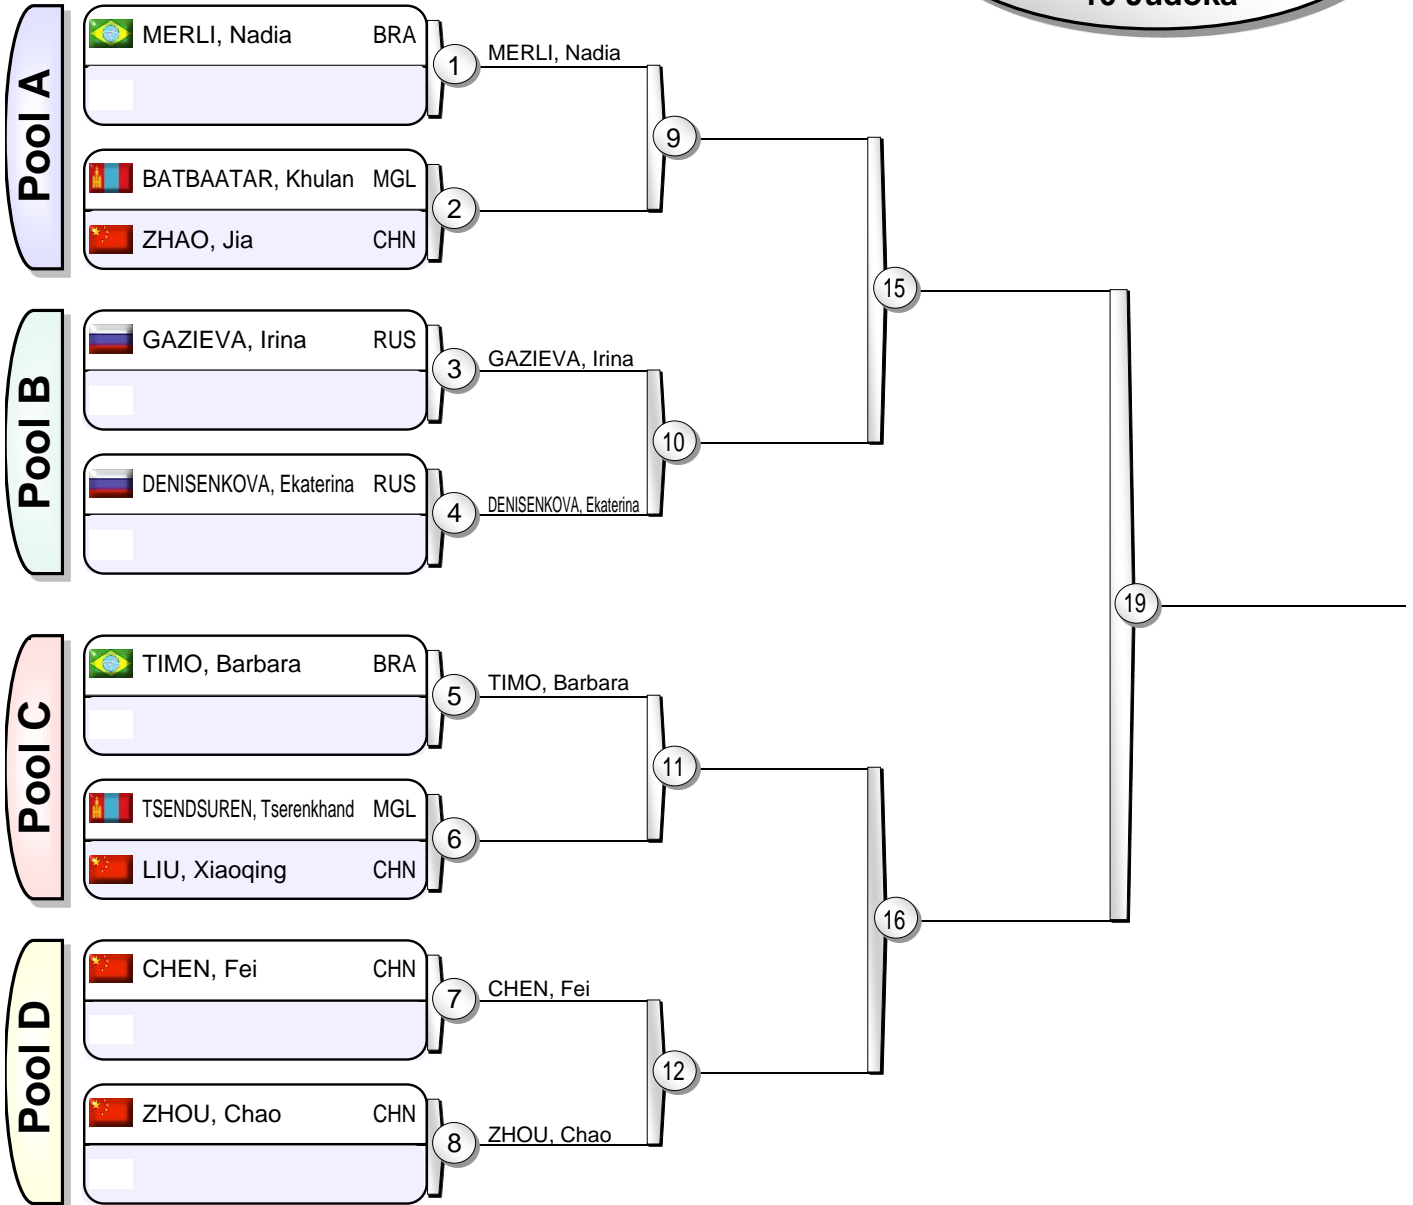 10 Judoka
Pool A
MERLI, Nadia BRA
1
MERLI, Nadia
9
BATBAATAR, Khulan MGL
2
ZHAO, Jia CHN
15
Pool B
GAZIEVA, Irina RUS
3
GAZIEVA, Irina
10
DENISENKOVA, Ekaterina RUS
4
DENISENKOVA, Ekaterina
19
Pool C
TIMO, Barbara BRA
5
TIMO, Barbara
11
TSENDSUREN, Tserenkhand MGL
6
LIU, Xiaoqing CHN
16
Pool D
CHEN, Fei CHN
7
CHEN, Fei
12
ZHOU, Chao CHN
8
ZHOU, Chao